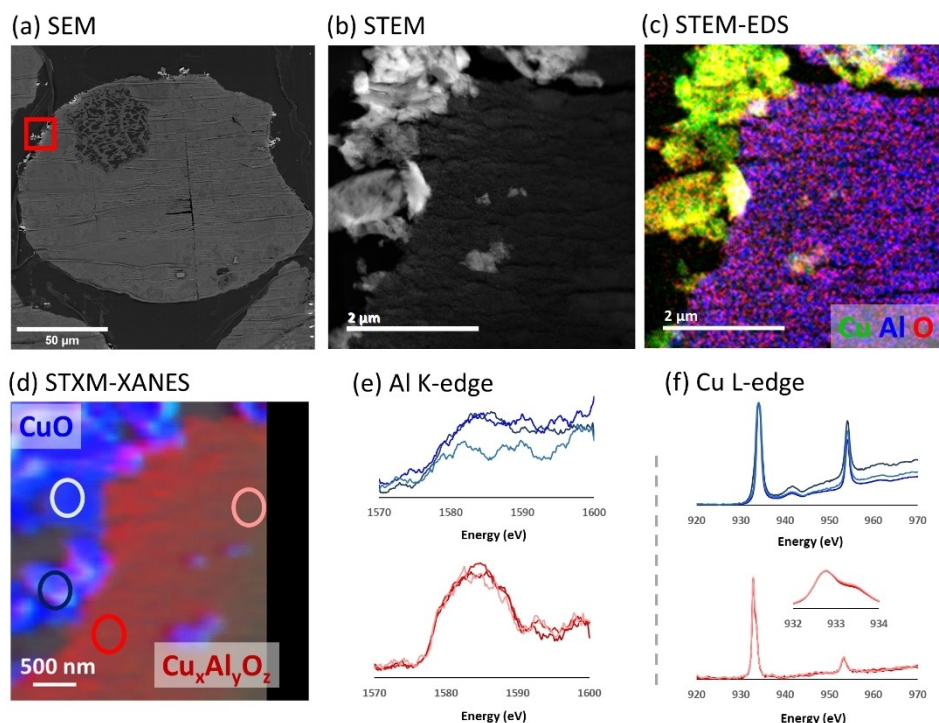 (a) SEM
(b) STEM
(c) STEM-EDS
50 µm
2 µm
2 µm
Cu Al O
(d) STXM-XANES
(e) Al K-edge
(f) Cu L-edge
CuO
CuxAlyOz
500 nm
1570 1580 1590 1600
Energy (eV)
920 930 940 950 960 970
Energy (eV)
932 933 934
1570 1580 1590 1600
Energy (eV)
920 930 940 950 960 970
Energy (eV)